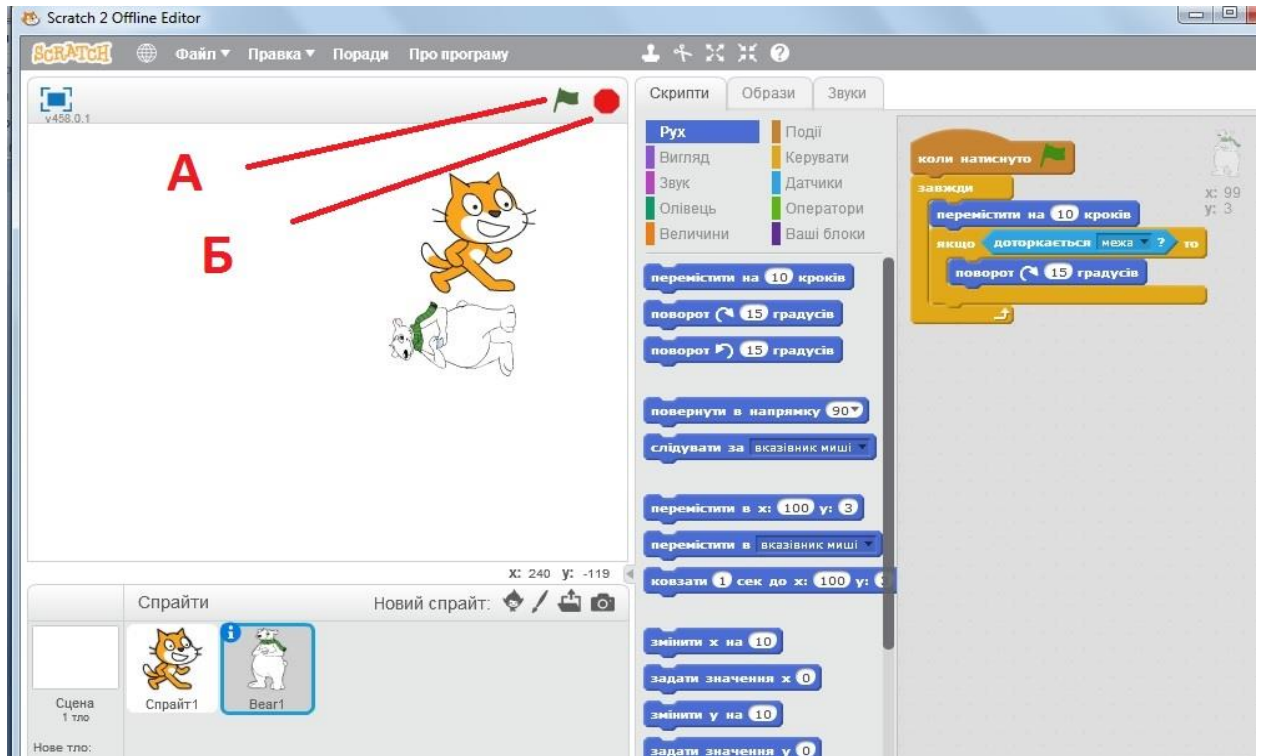 Scratch 2 Offline Editor
SCRATCH Файл Правка Поради Про програму
v458.0.1
А
Б
X: 240 Y: -119
Спрайти Новий спрайт:
Сцена
1 тло
Нове тло:
Спрайт1
Bear1
Скрипти Образи Звуки
Рух Події
Вигляд Керувати
Звук Датчики
Олівець Оператори
Величини Ваші блоки
перемістити на 10 кроків
поворот 15 градусів
поворот 15 градусів
повернути в напрямку 90
слідувати за вказівник миші
перемістити в x: 100 y: 3
перемістити в вказівник миші
ковзати 1 сек до x: 100 y:
змінити x на 10
задати значення x 0
змінити y на 10
задати значення y 0
коли натиснуто
завжди
перемістити на 10 кроків
якщо доторкається межа ? то
поворот 15 градусів
x: 99
y: 3